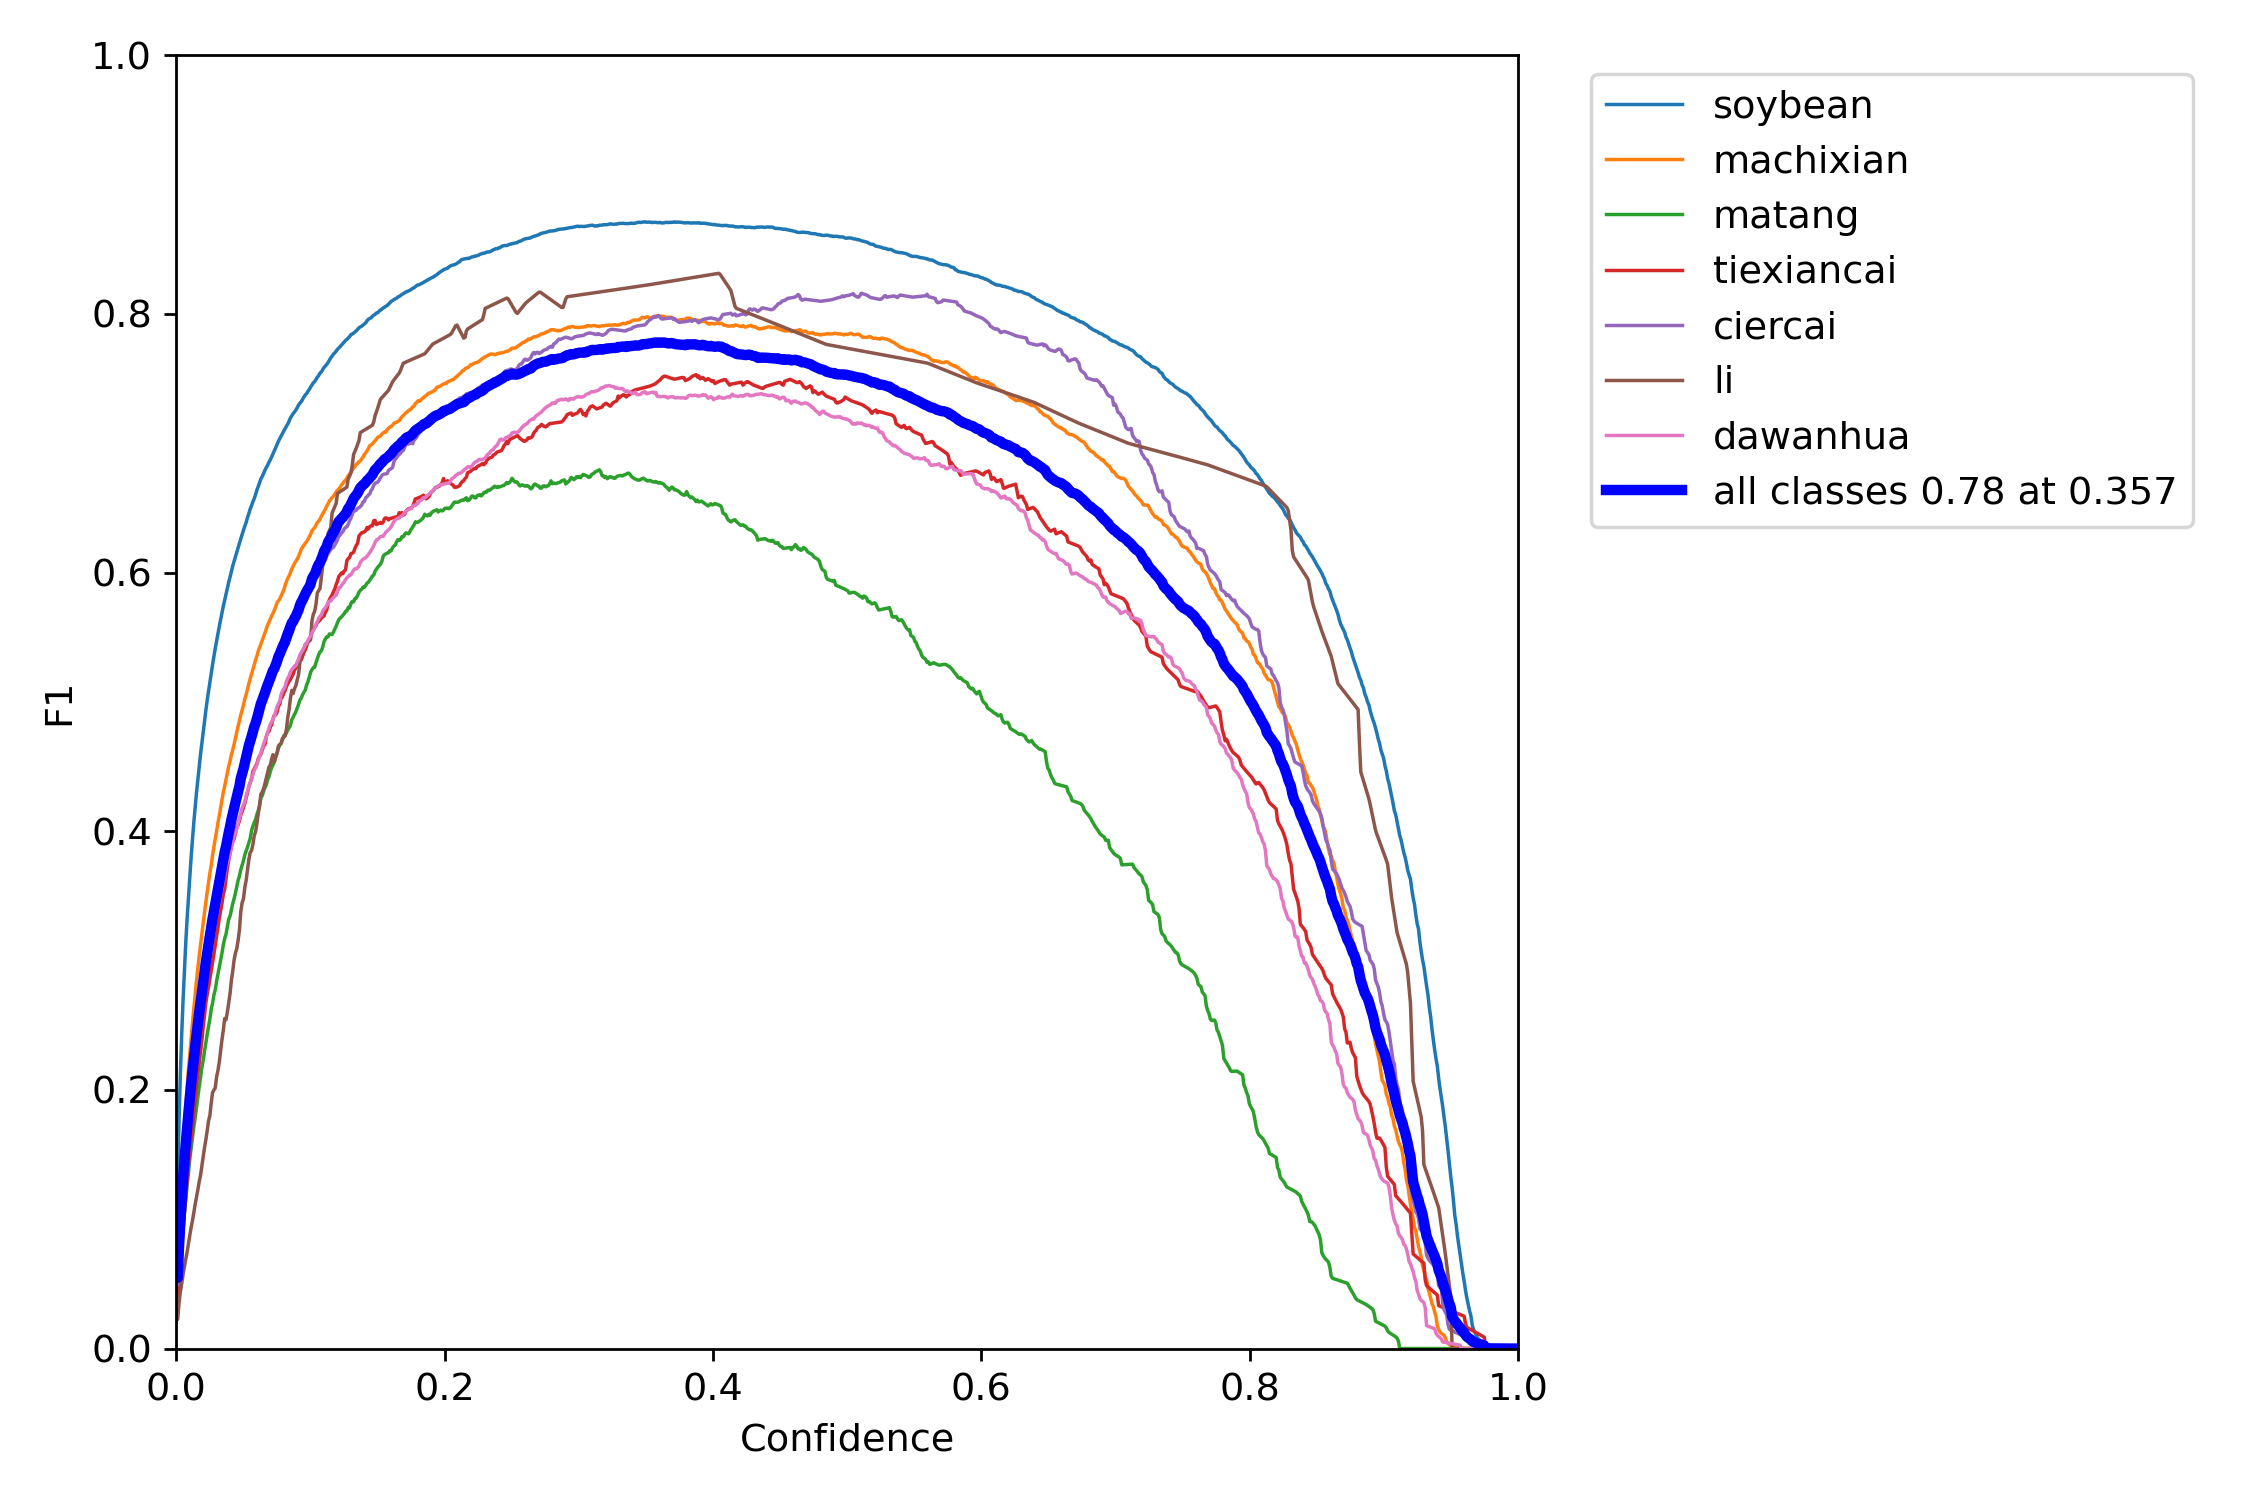 1.0
0.8
0.6
0.4
0.2
0.0
F1
0.0 0.2 0.4 0.6 0.8 1.0
Confidence
soybean
machixian
matang
tiexiancai
ciercai
li
dawanhua
all classes 0.78 at 0.357